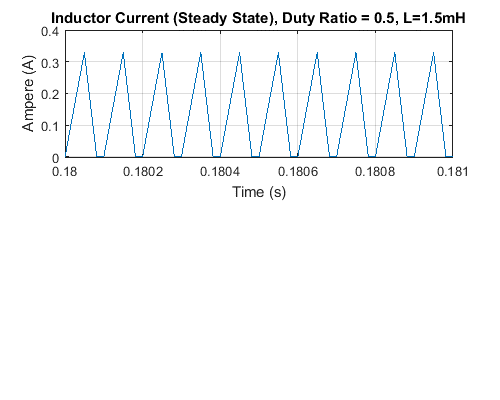 Inductor Current (Steady State), Duty Ratio = 0.5, L=1.5mH
0.4
0.3
0.2
0.1
0
Ampere (A)
0.18 0.1802 0.1804 0.1806 0.1808 0.181
Time (s)